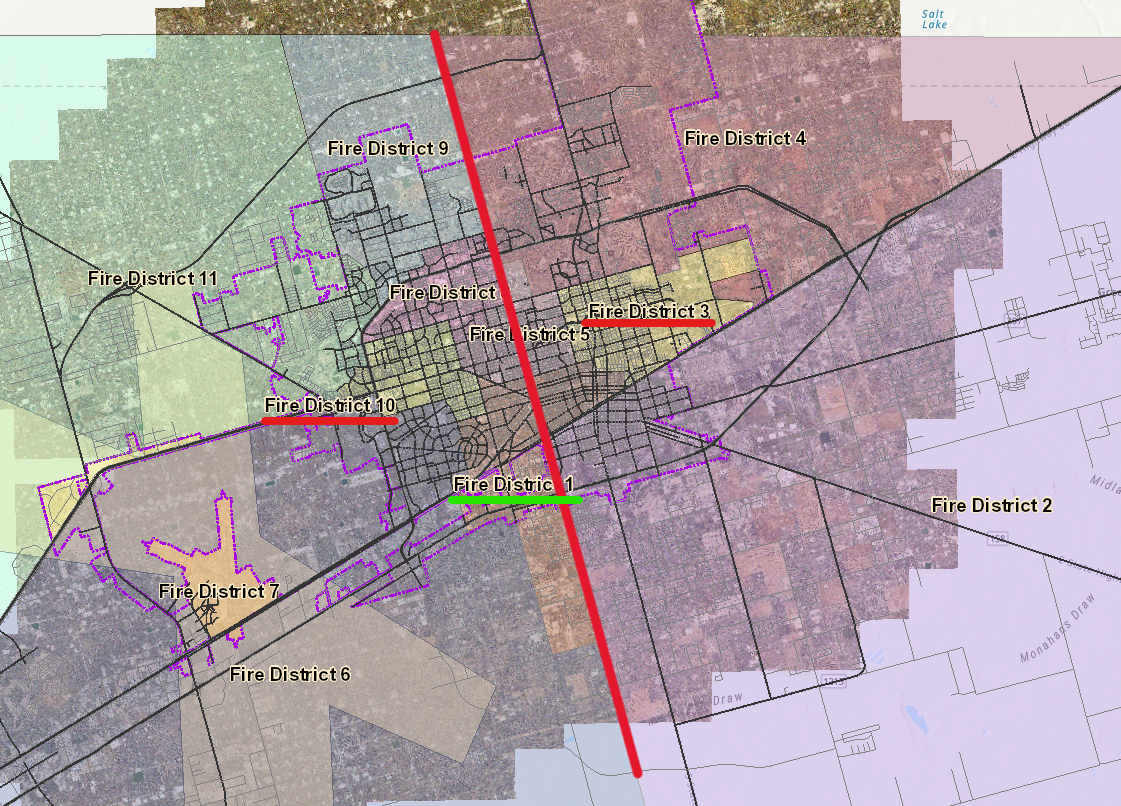 Salt
Lake
Fire District 4
Fire District 9
Fire District 11
Fire District
Fire District 3
Fire District 5
Fire District 10
Fire District 1
Fire District 2
158
Fire District 7
Monahans Draw
Fire District 6
Draw